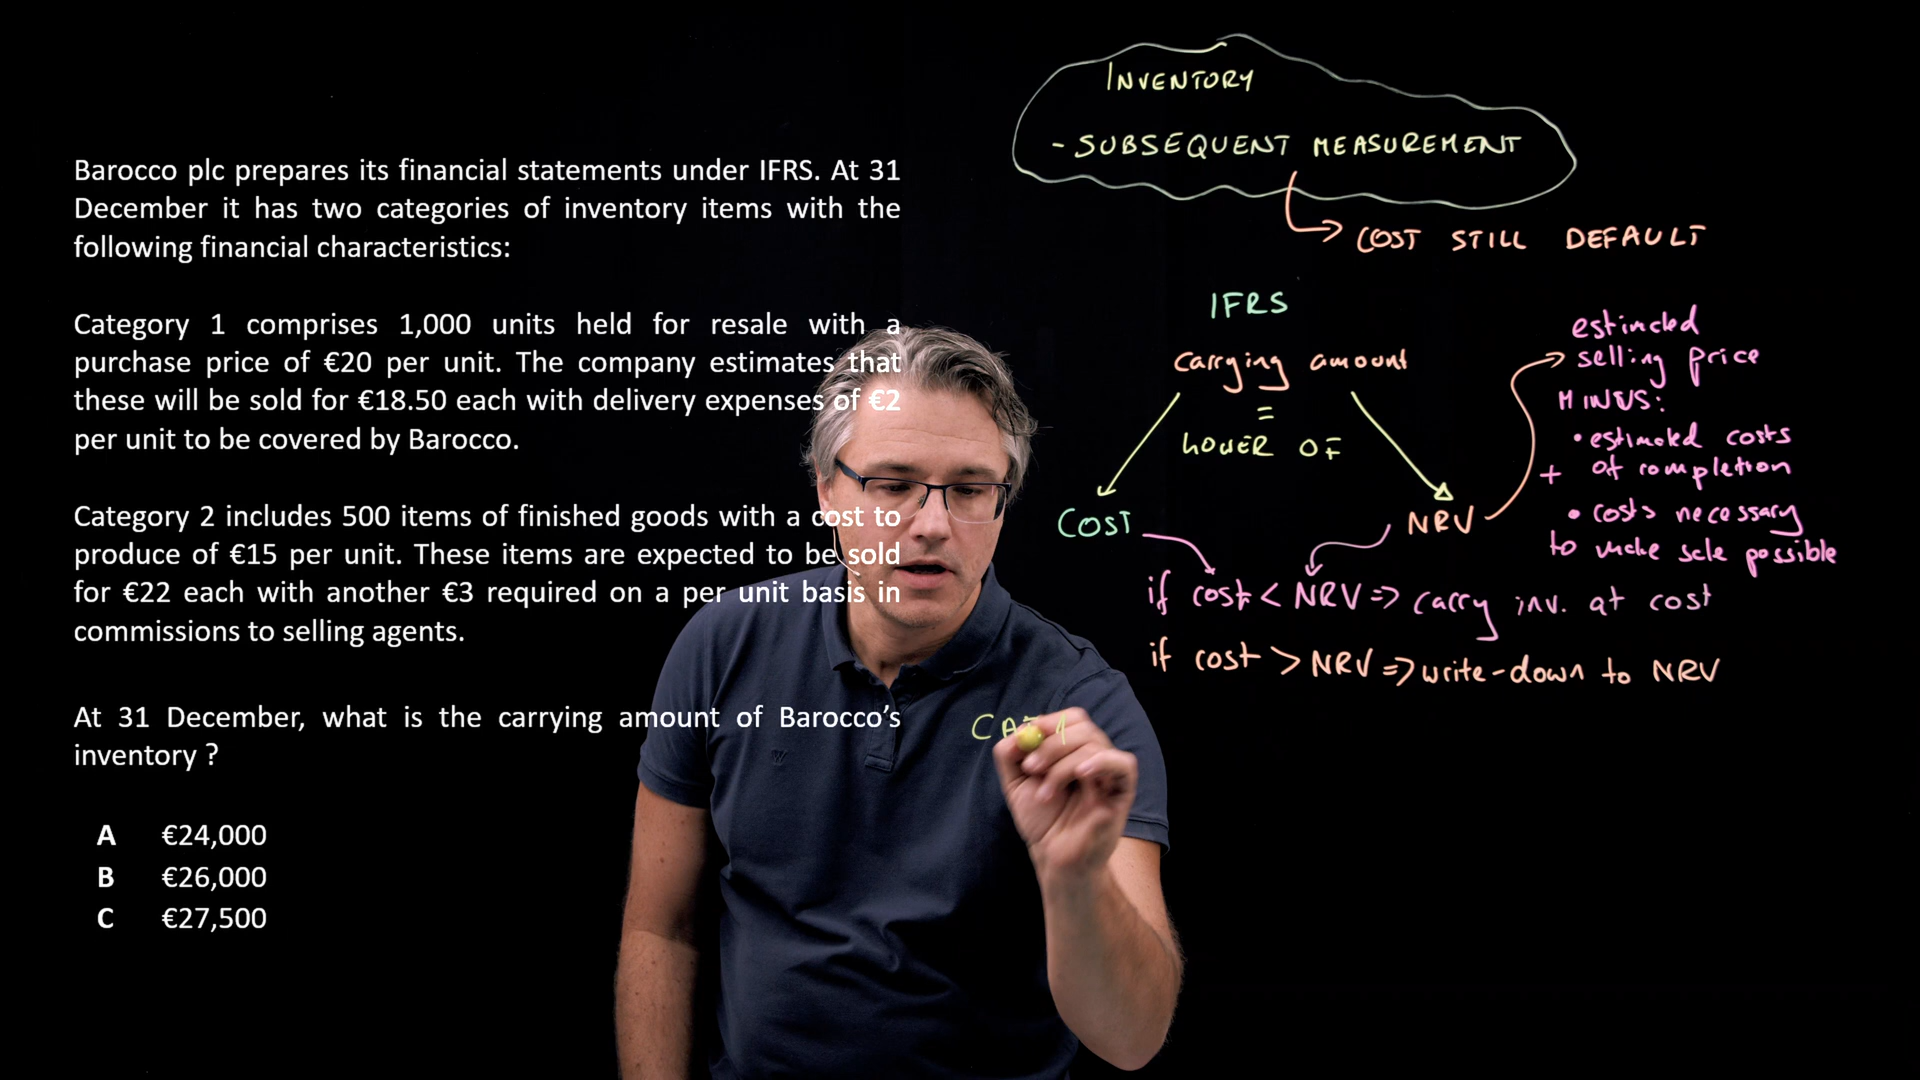 Barocco plc prepares its financial statements under IFRS. At 31
December it has two categories of inventory items with the
following financial characteristics:
Category 1 comprises 1,000 units held for resale with a
purchase price of €20 per unit. The company estimates that
these will be sold for €18.50 each with delivery expenses of €2
per unit to be covered by Barocco.
Category 2 includes 500 items of finished goods with a cost to
produce of €15 per unit. These items are expected to be sold
for €22 each with another €3 required on a per unit basis in
commissions to selling agents.
At 31 December, what is the carrying amount of Barocco’s
inventory ?
A €24,000
B €26,000
C €27,500
INVENTORY
- SUBSEQUENT MEASUREMENT
COST STILL DEFAULT
IFRS
carrying amount
=
LOWER OF
COST
NRV
estimated
selling price
MINUS:
• estimated costs
+ of completion
• costs necessary
to make sale possible
if cost < NRV => carry inv. at cost
if cost > NRV => write-down to NRV
CAT 1